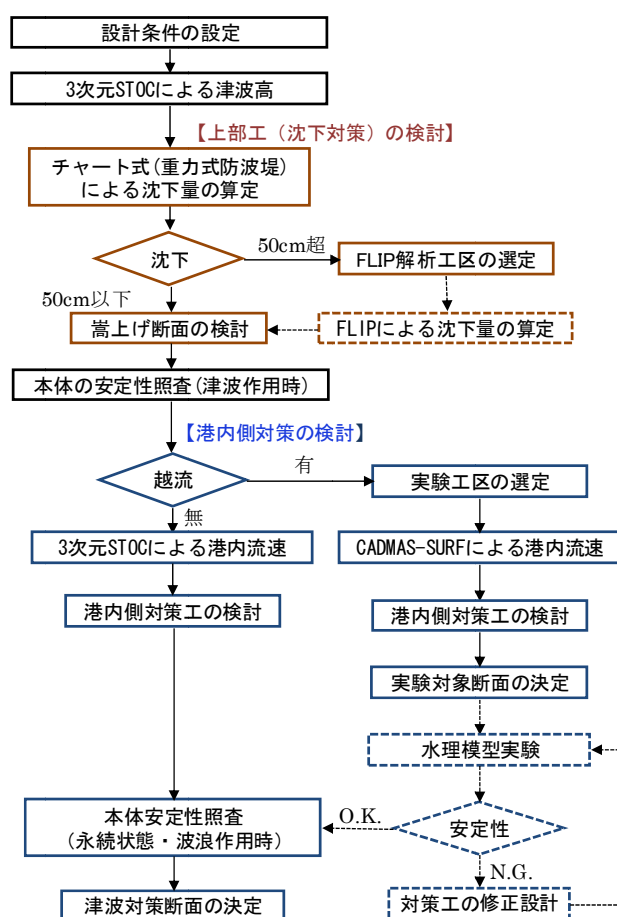 設計条件の設定
3次元STOCによる津波高
【上部工（沈下対策）の検討】
チャート式(重力式防波堤)
による沈下量の算定
沈下
50cm超
FLIP解析工区の選定
50cm以下
嵩上げ断面の検討
FLIPによる沈下量の算定
本体の安定性照査(津波作用時)
【港内側対策の検討】
越流
有
実験工区の選定
無
3次元STOCによる港内流速
CADMAS-SURFによる港内流速
港内側対策工の検討
港内側対策工の検討
実験対象断面の決定
水理模型実験
本体安定性照査
(永続状態・波浪作用時)
O.K.
安定性
N.G.
津波対策断面の決定
対策工の修正設計